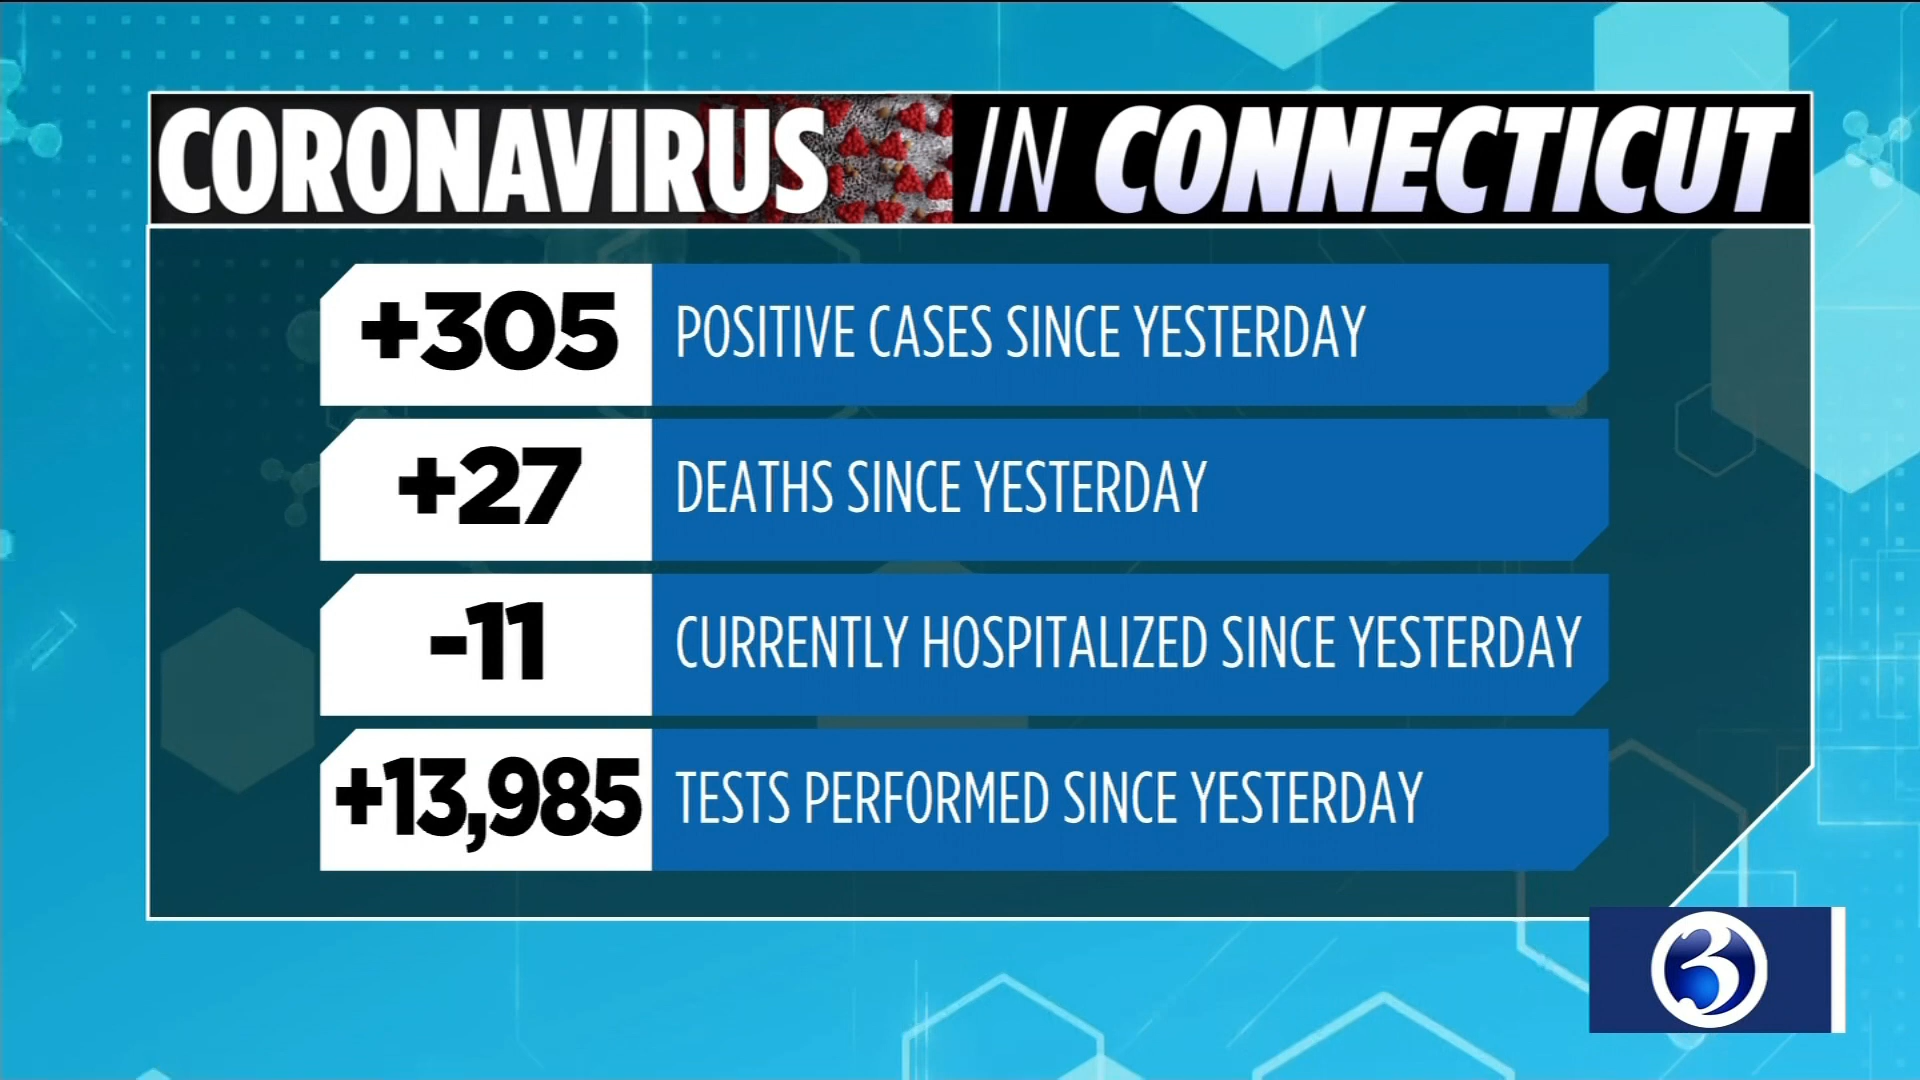 CORONAVIRUS IN CONNECTICUT
+305 POSITIVE CASES SINCE YESTERDAY
+27 DEATHS SINCE YESTERDAY
-11 CURRENTLY HOSPITALIZED SINCE YESTERDAY
+13,985 TESTS PERFORMED SINCE YESTERDAY
3